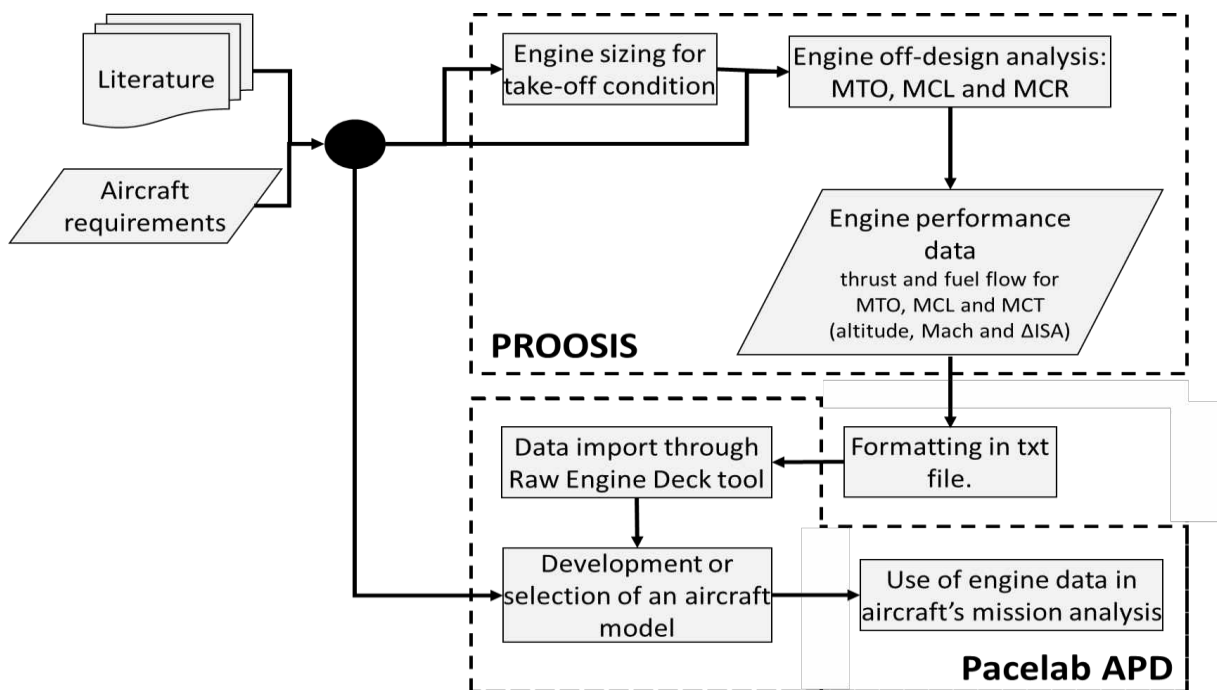 Literature
Aircraft
requirements
Engine sizing for
take-off condition
Engine off-design analysis:
MTO, MCL and MCR
Engine performance
data
thrust and fuel flow for
MTO, MCL and MCT
(altitude, Mach and ΔISA)
PROOSIS
Formatting in txt
file.
Data import through
Raw Engine Deck tool
Development or
selection of an aircraft
model
Use of engine data in
aircraft’s mission analysis
Pacelab APD